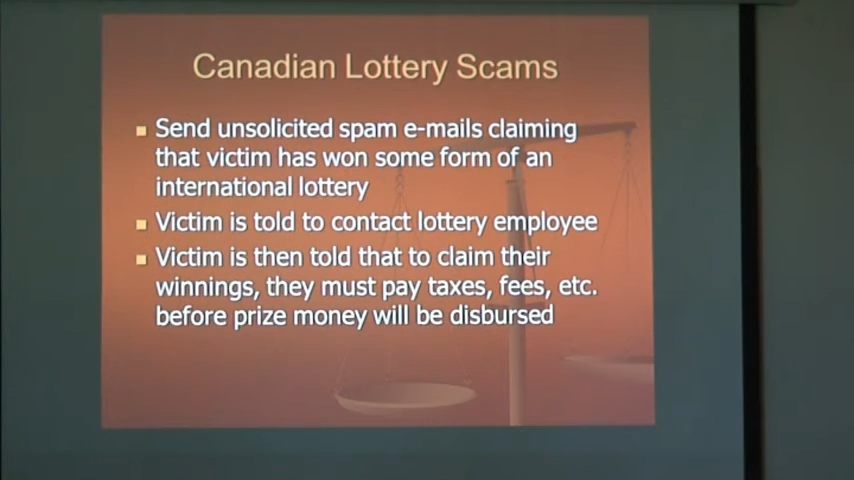 Canadian Lottery Scams
Send unsolicited spam e-mails claiming
that victim has won some form of an
international lottery
Victim is told to contact lottery employee
Victim is then told that to claim their
winnings, they must pay taxes, fees, etc.
before prize money will be disbursed